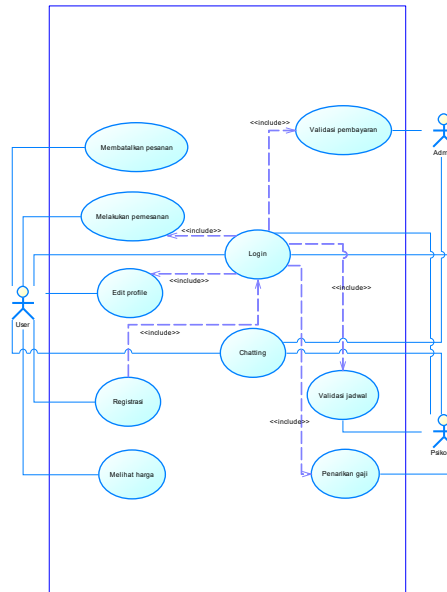 <<include>>
Validasi pembayaran
Membatalkan pesanan
Adm
Melakukan pemesanan
<<include>>
Login
<<include>>
Edit profile
<<include>>
User
<<include>>
Chatting
Registrasi
Validasi jadwal
<<include>>
Psiko
Melihat harga
Penarikan gaji